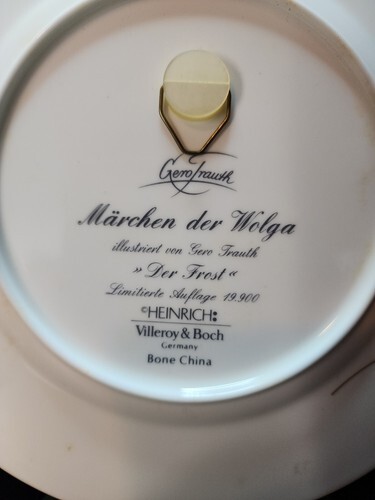 Gero Trauth
Märchen der Wolga
illustriert von Gero Trauth
» Der Frost «
Limitierte Auflage 19.900
©HEINRICH:
Villeroy & Boch
Germany
Bone China